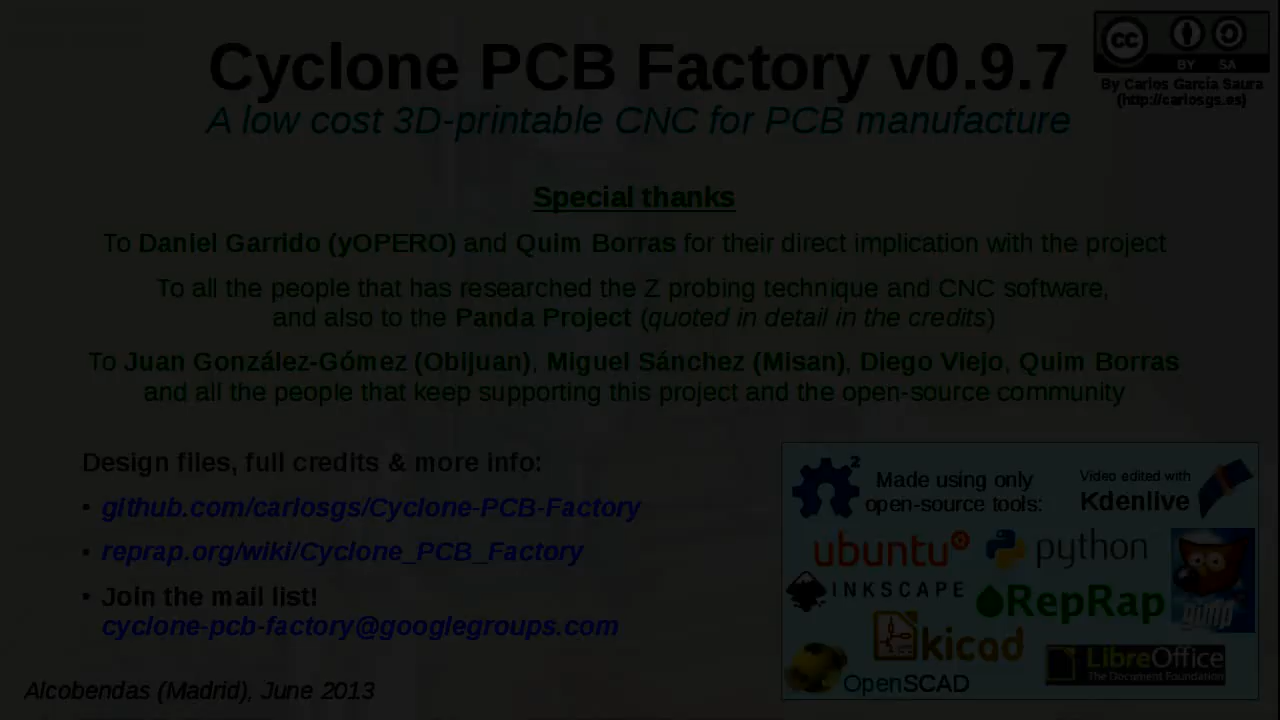 Cyclone PCB Factory v0.9.7
A low cost 3D-printable CNC for PCB manufacture
cc
BY SA
By Carlos García Saura
(http://carlosgs.es)
Special thanks
To Daniel Garrido (yOPERO) and Quim Borras for their direct implication with the project
To all the people that has researched the Z probing technique and CNC software,
and also to the Panda Project (quoted in detail in the credits)
To Juan González-Gómez (Obijuan), Miguel Sánchez (Misan), Diego Viejo, Quim Borras
and all the people that keep supporting this project and the open-source community
Design files, full credits & more info:
• github.com/carlosgs/Cyclone-PCB-Factory
• reprap.org/wiki/Cyclone_PCB_Factory
• Join the mail list!
cyclone-pcb-factory@googlegroups.com
Alcobendas (Madrid), June 2013
2
Made using only
open-source tools:
Video edited with
Kdenlive
ubuntu
python
INKSCAPE
RepRap
gimp
kicad
LibreOffice
The Document Foundation
OpenSCAD